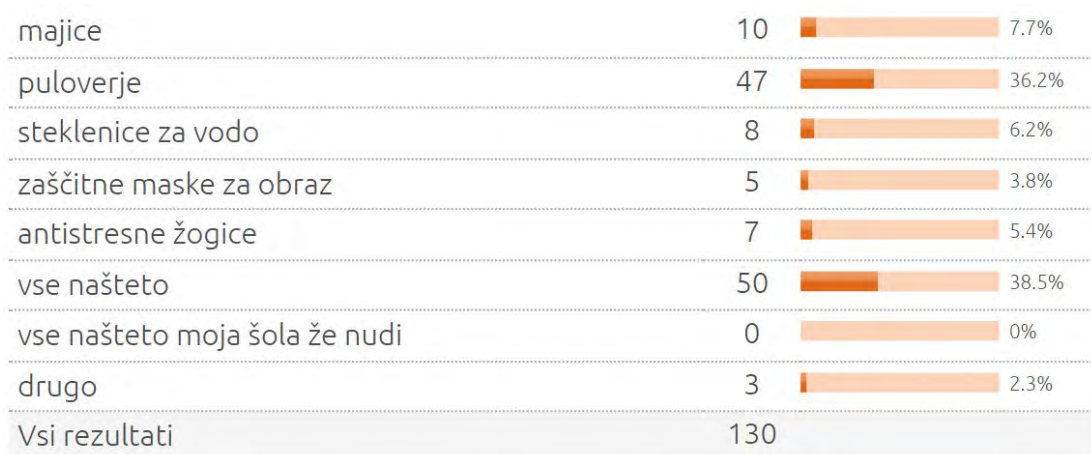 majice 10 7.7%
puloverje 47 36.2%
steklenice za vodo 8 6.2%
zaščitne maske za obraz 5 3.8%
antistresne žogice 7 5.4%
vse našteto 50 38.5%
vse našteto moja šola že nudi 0 0%
drugo 3 2.3%
Vsi rezultati 130